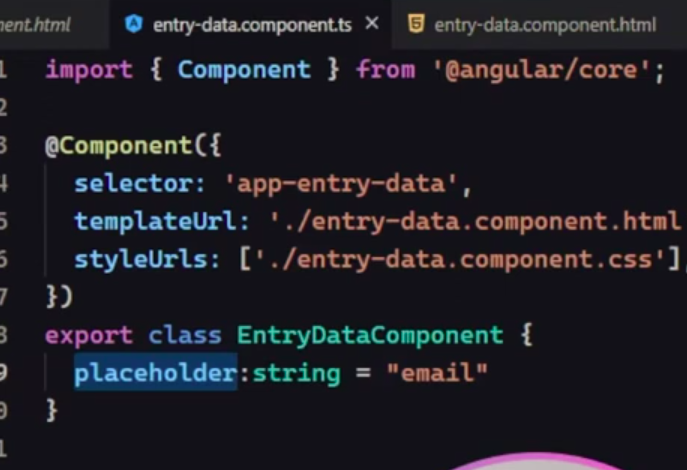 nent.html entry-data.component.ts × entry-data.component.html
1 import { Component } from '@angular/core';
2
3 @Component({
4 selector: 'app-entry-data',
5 templateUrl: './entry-data.component.html
6 styleUrls: ['./entry-data.component.css'],
7 })
8 export class EntryDataComponent {
9 placeholder:string = "email"
0 }
1